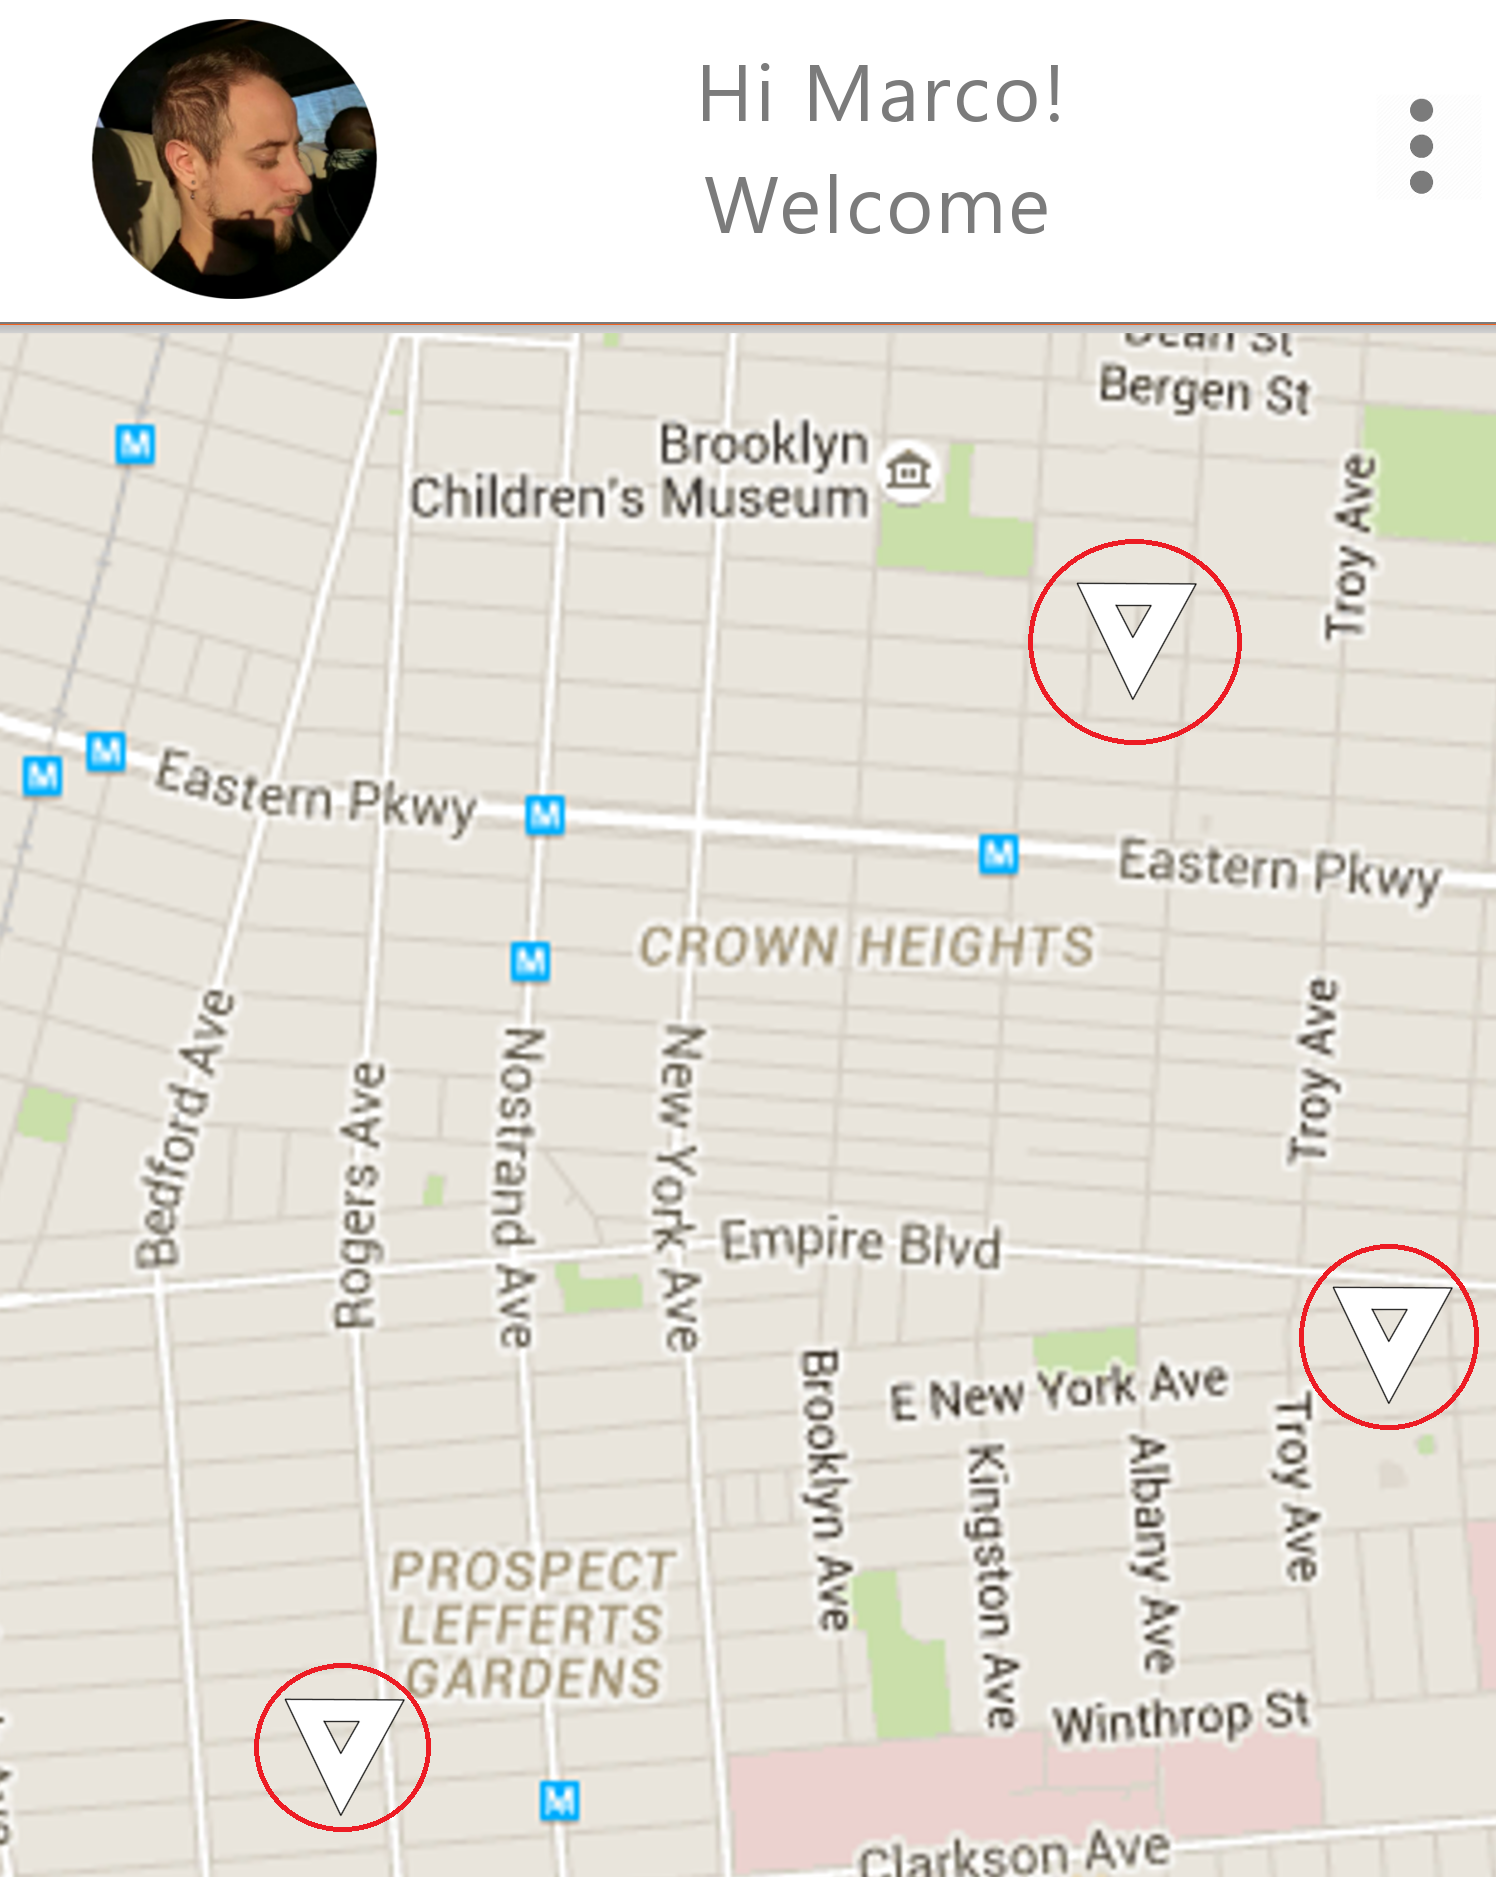 Hi Marco!
Welcome
Dean St
Bergen St
Brooklyn
Children's Museum
Troy Ave
M
M
M
Eastern Pkwy
M
M
Eastern Pkwy
CROWN HEIGHTS
M
Bedford Ave
Rogers Ave
Nostrand Ave
New York Ave
Troy Ave
Empire Blvd
Brooklyn Ave
E New York Ave
Kingston Ave
Albany Ave
Troy Ave
PROSPECT
LEFFERTS
GARDENS
Winthrop St
M
Clarkson Ave